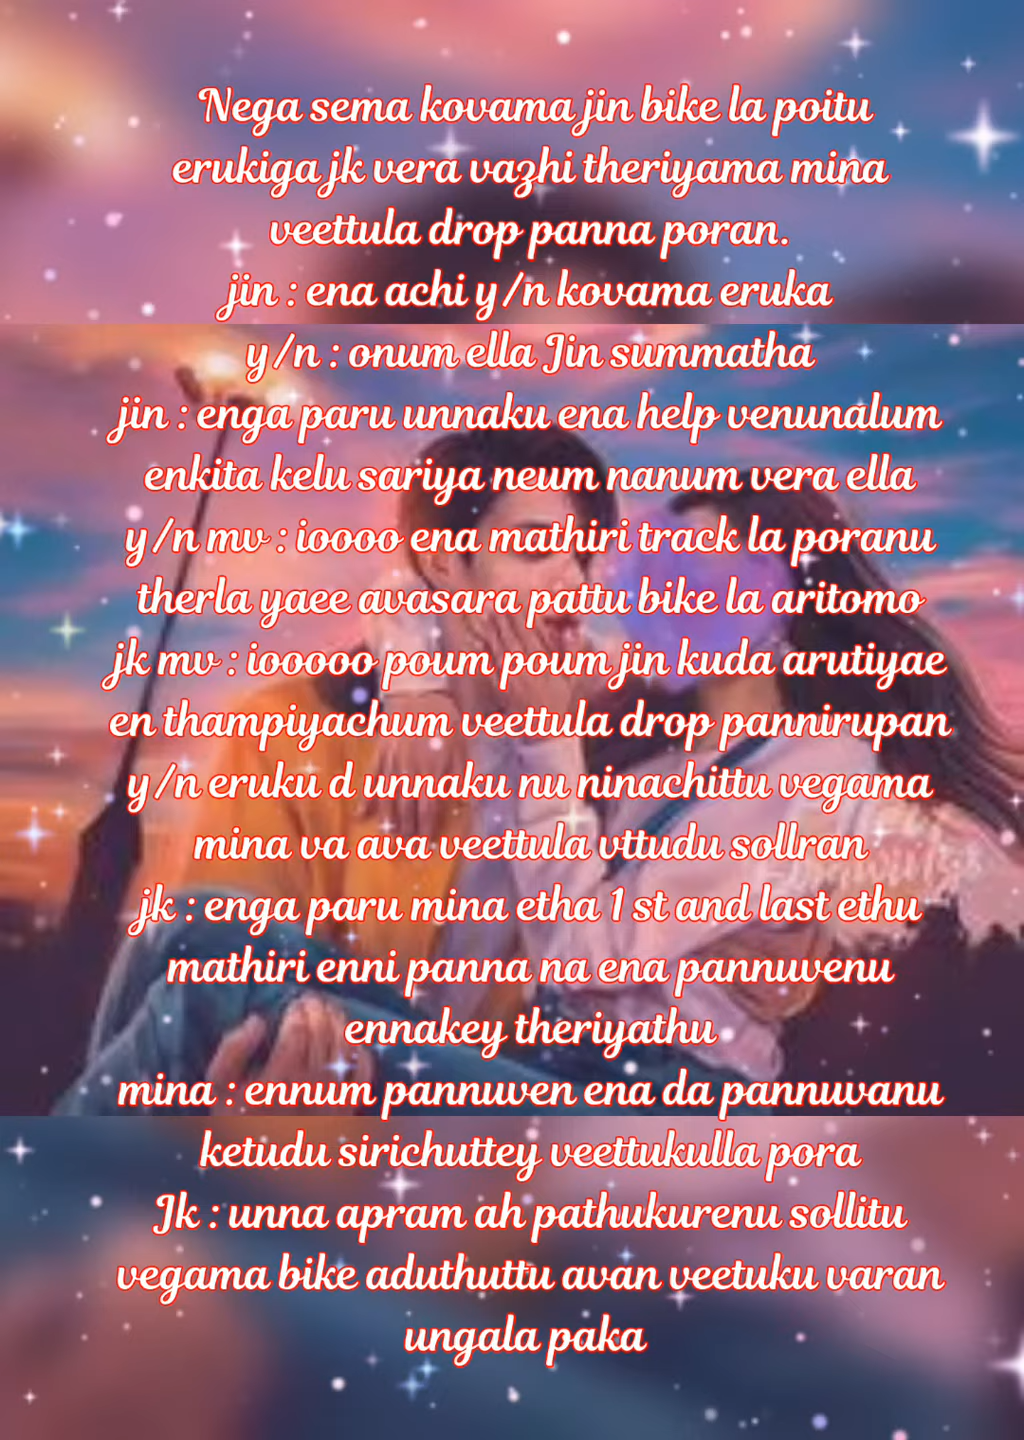 Nega sema kovama jin bike la poitu
erukiga jk vera vazhi theriyama mina
veettula drop panna poran.
jin : ena achi y/n kovama eruka
y/n : onum ella Jin summatha
jin : enga paru unnaku ena help venunalum
enkita kelu sariya neum nanum vera ella
y/n mv : ioooo ena mathiri track la poranu
therla yaee avasara pattu bike la aritomo
jk mv : iooooo poum poum jin kuda arutiyae
en thampiyachum veettula drop pannirupan
y/n eruku d unnaku nu ninachittu vegama
mina va ava veettula vttudu sollran
jk : enga paru mina etha 1 st and last ethu
mathiri enni panna na ena pannuvenu
ennakey theriyathu
mina : ennum pannuven ena da pannuvanu
ketudu sirichuttey veettukulla pora
Jk : unna apram ah pathukurenu sollitu
vegama bike aduthuttu avan veetuku varan
ungala paka